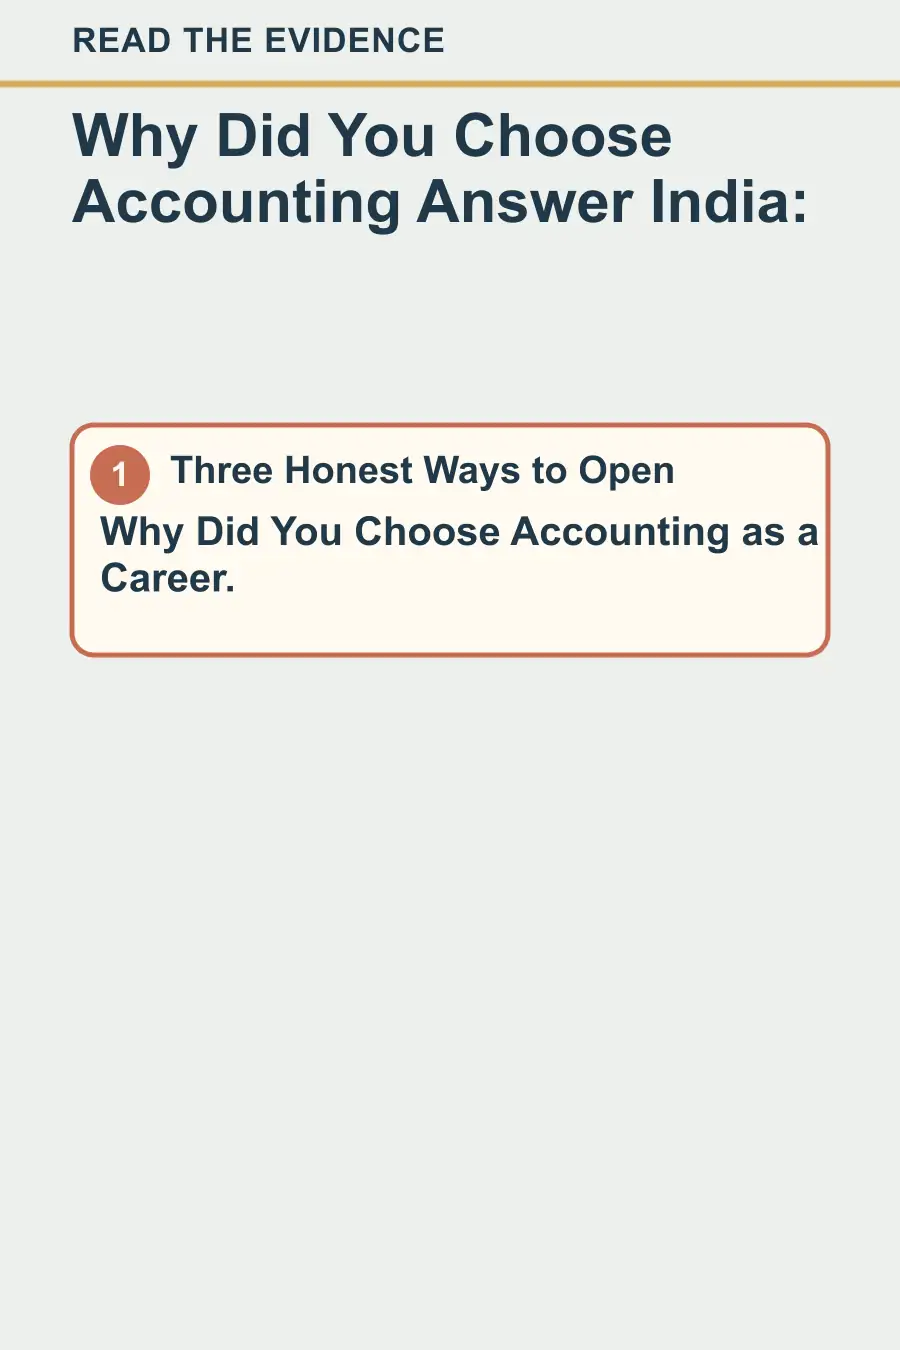 READ THE EVIDENCE
Why Did You Choose
Accounting Answer India:
1 Three Honest Ways to Open
Why Did You Choose Accounting as a
Career.